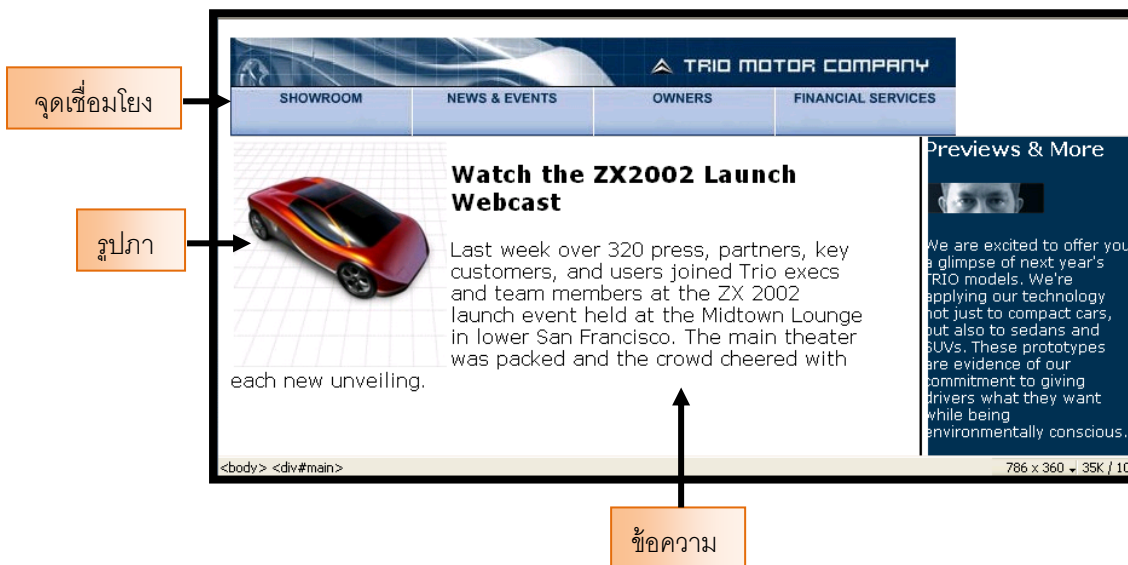 TRIO MOTOR COMPANY
จุดเชื่อมโยง
SHOWROOM NEWS & EVENTS OWNERS FINANCIAL SERVICES
รูปภา
Watch the ZX2002 Launch
Webcast
Last week over 320 press, partners, key
customers, and users joined Trio execs
and team members at the ZX 2002
launch event held at the Midtown Lounge
in lower San Francisco. The main theater
was packed and the crowd cheered with
each new unveiling.
Previews & More
We are excited to offer you
a glimpse of next year's
TRIO models. We're
applying our technology
not just to compact cars,
but also to sedans and
SUVs. These prototypes
are evidence of our
commitment to giving
drivers what they want
while being
environmentally conscious.
<body> <div#main>
786 x 360 35K / 10
ข้อความ